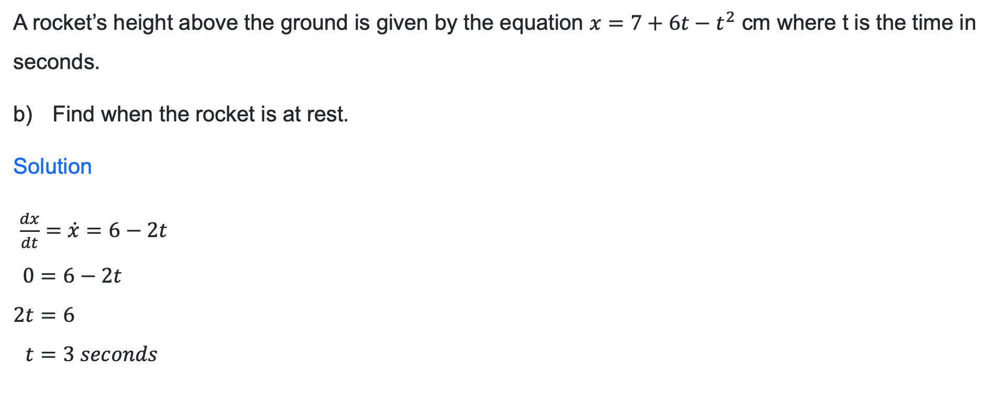 A rocket’s height above the ground is given by the equation x = 7 + 6t – t² cm where t is the time in
seconds.
b) Find when the rocket is at rest.
Solution
dx/dt = ẋ = 6 – 2t
0 = 6 – 2t
2t = 6
t = 3 seconds